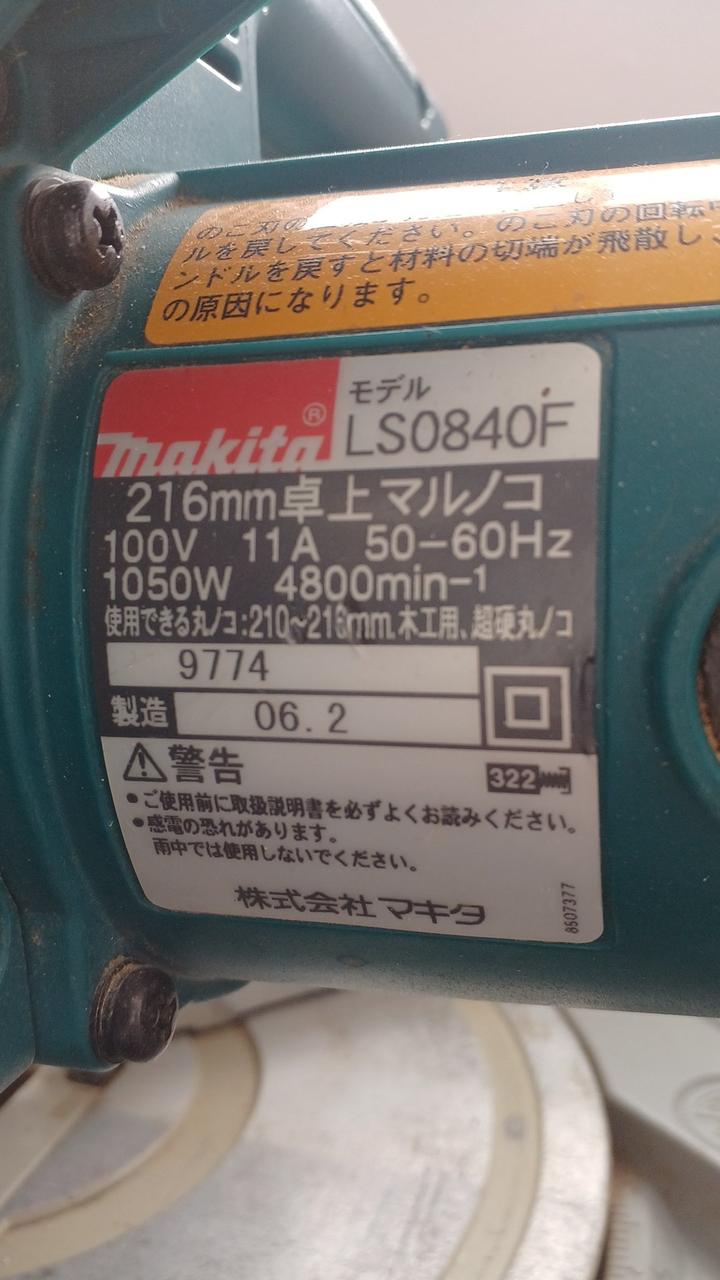 のこ刃の
ルを戻してください。のこ刃の回転
ンドルを戻すと材料の切端が飛散し、
の原因になります。
makita®
モデル
LS0840F
216mm卓上マルノコ
100V 11A 50-60Hz
1050W 4800min-1
使用できる丸ノコ:210~216mm.木工用、超硬丸ノコ
9774
製造 06.2
警告
322
・ご使用前に取扱説明書を必ずよくお読みください。
・感電の恐れがあります。
雨中では使用しないでください。
株式会社マキタ
8507377